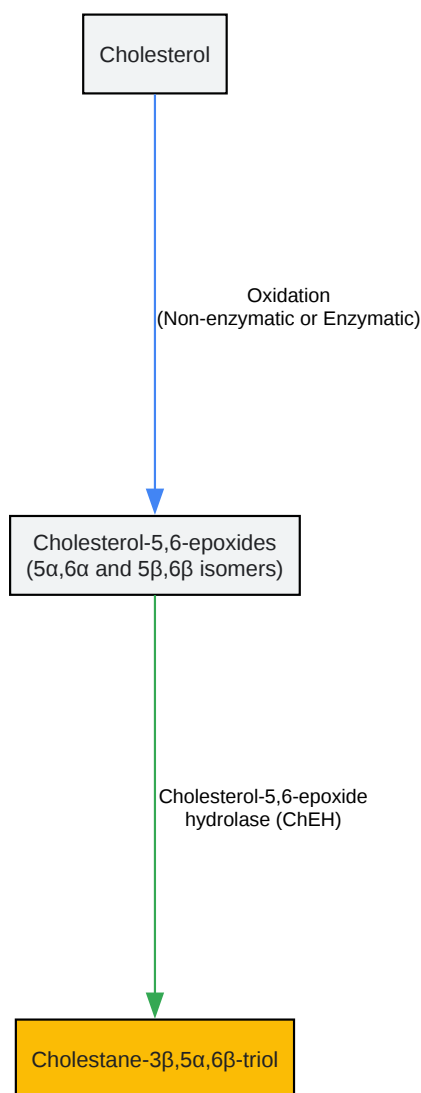 Cholesterol
Oxidation
(Non-enzymatic or Enzymatic)
Cholesterol-5,6-epoxides
(5α,6α and 5β,6β isomers)
Cholesterol-5,6-epoxide
hydrolase (ChEH)
Cholestane-3β,5α,6β-triol